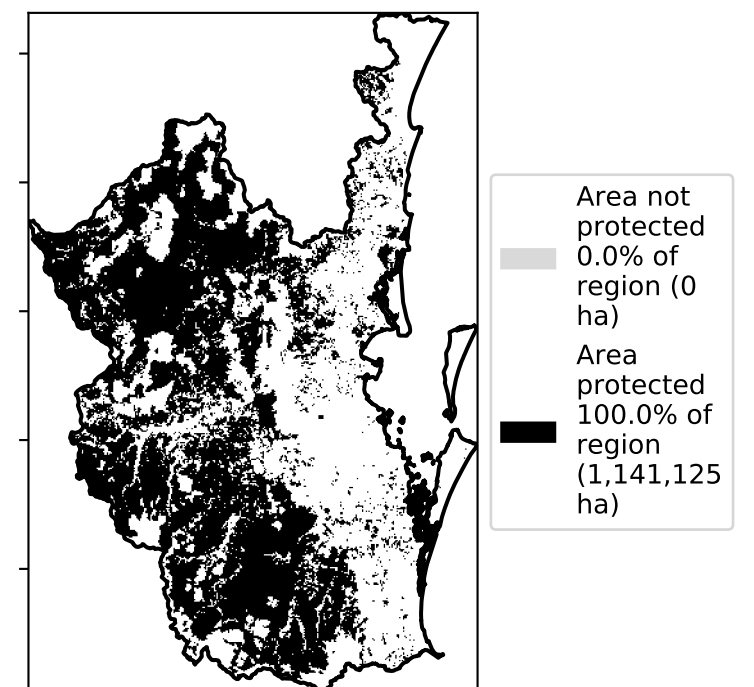 Area not
protected
0.0% of
region (0
ha)
Area
protected
100.0% of
region
(1,141,125
ha)